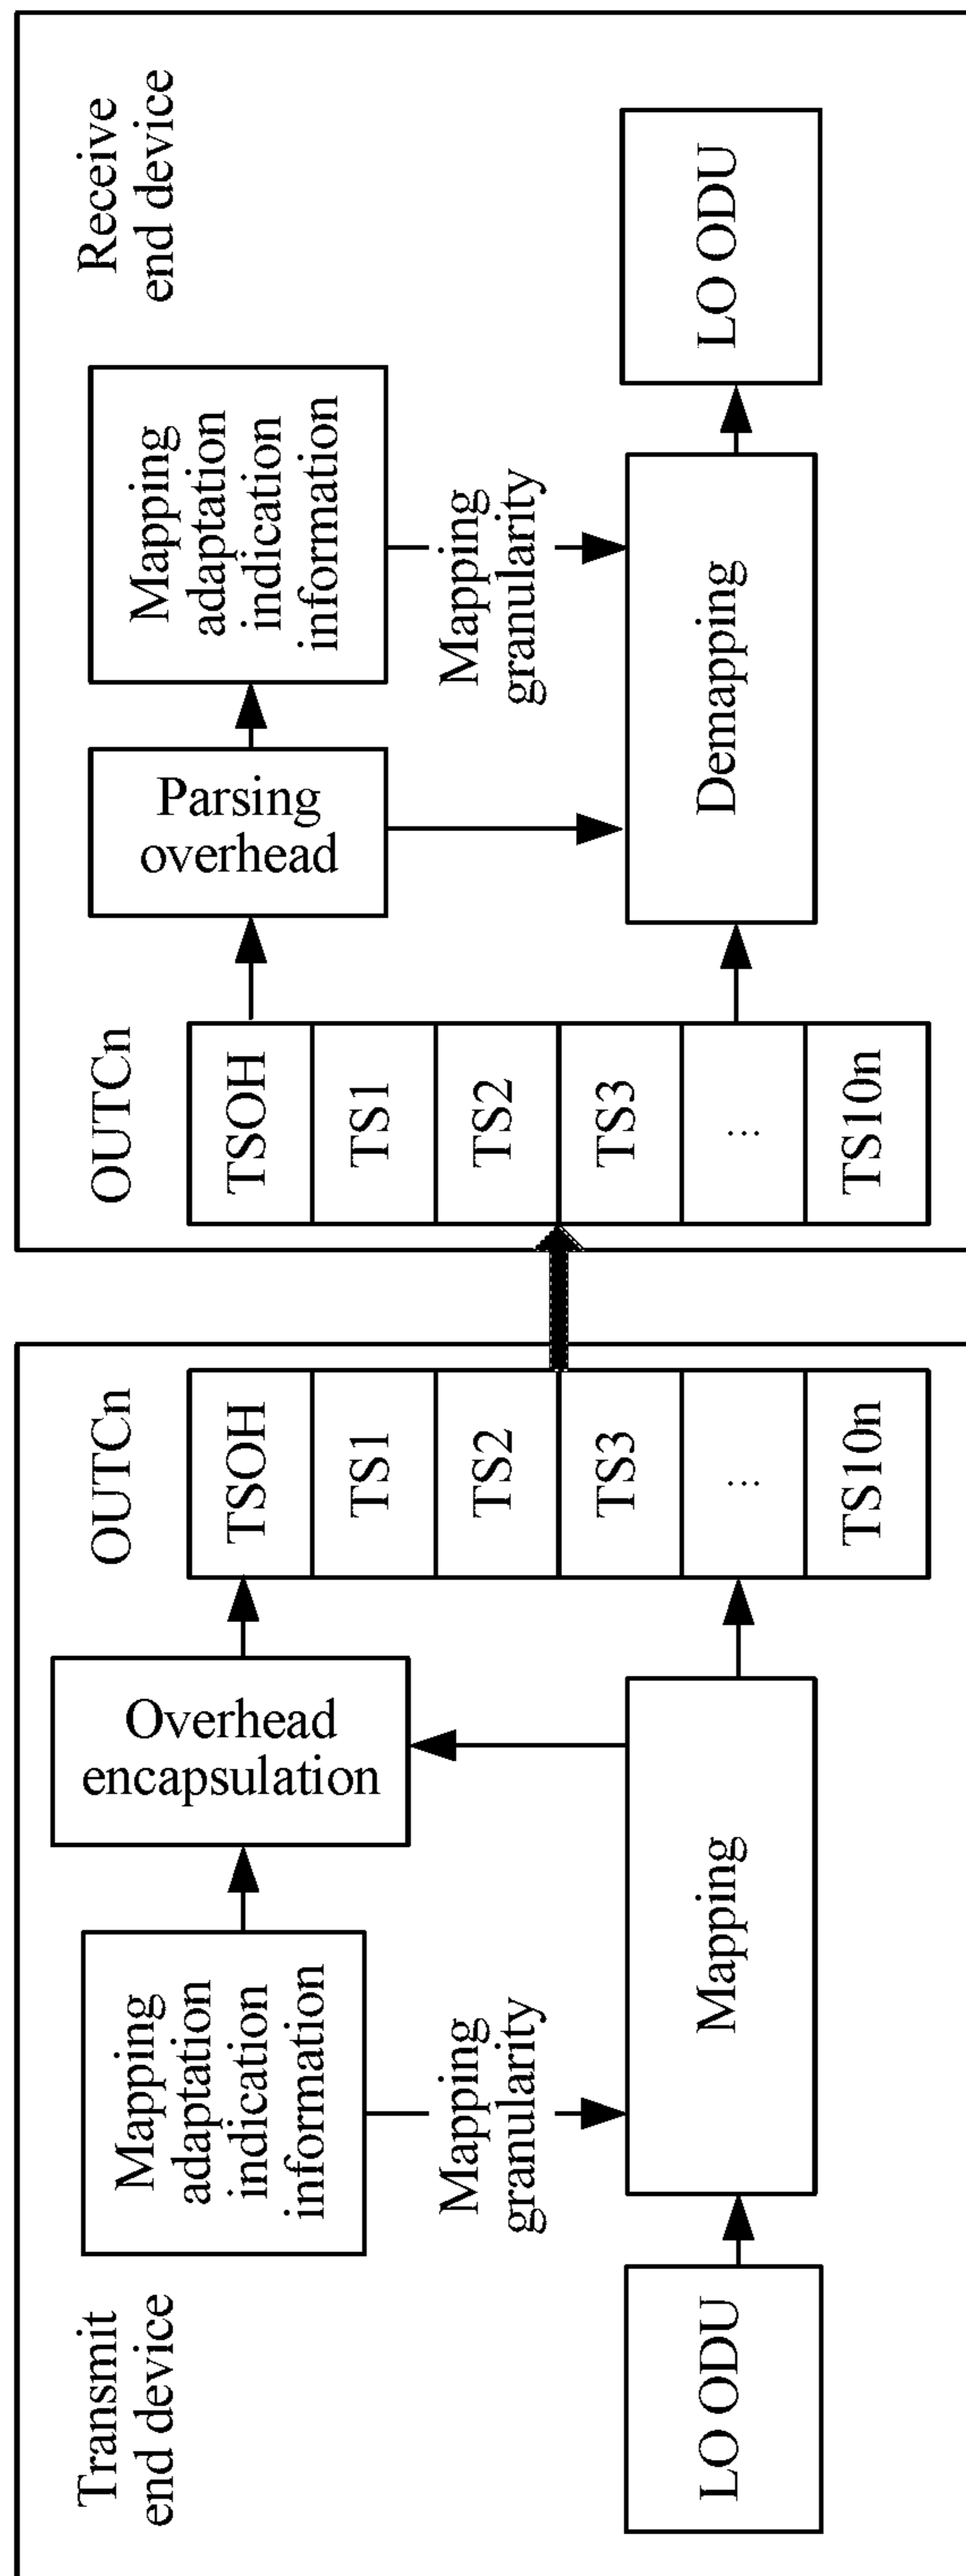 Transmit
end device
Mapping
adaptation
indication
information
Overhead
encapsulation
Mapping
granularity
LO ODU
Mapping
OUTCn
TSOH
TS1
TS2
TS3
...
TS10n
Receive
end device
OUTCn
TSOH
TS1
TS2
TS3
...
TS10n
Parsing
overhead
Mapping
adaptation
indication
information
Mapping
granularity
Demapping
LO ODU